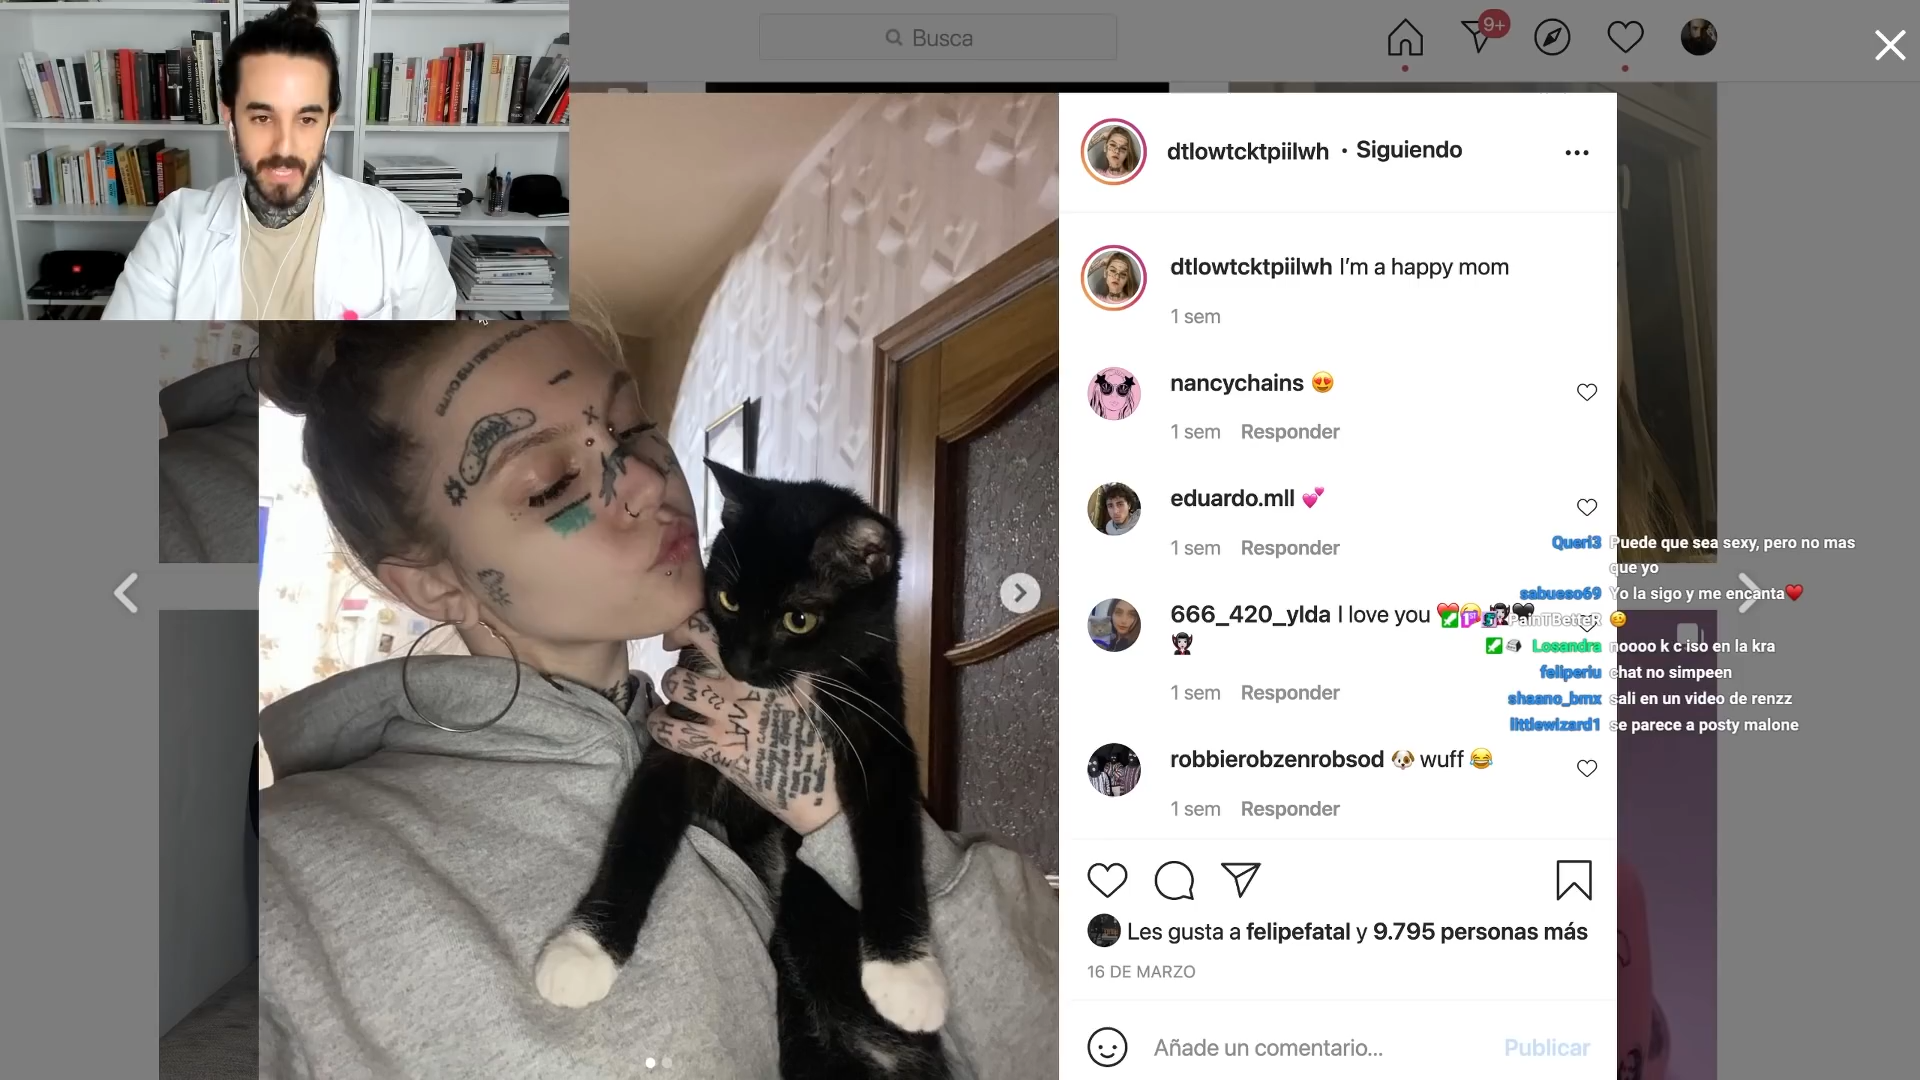 Busca
9+
dtlowtcktpiilwh • Siguiendo
dtlowtcktpiilwh I'm a happy mom
1 sem
nancychains 😍
1 sem Responder
eduardo.mll 💕
1 sem Responder
666_420_ylda I love you
1 sem Responder
robbierobzenrobsod 🐶 wuff 😂
1 sem Responder
Queri3 Puede que sea sexy, pero no mas
que yo
sabueso69 Yo la sigo y me encanta♥️
PainTBetteR 🥴
Losandra noooo k c iso en la kra
feliperiu chat no simpeen
shaano_bmx sali en un video de renzz
littlewizard1 se parece a posty malone
Les gusta a felipefatal y 9.795 personas más
16 DE MARZO
Añade un comentario... Publicar